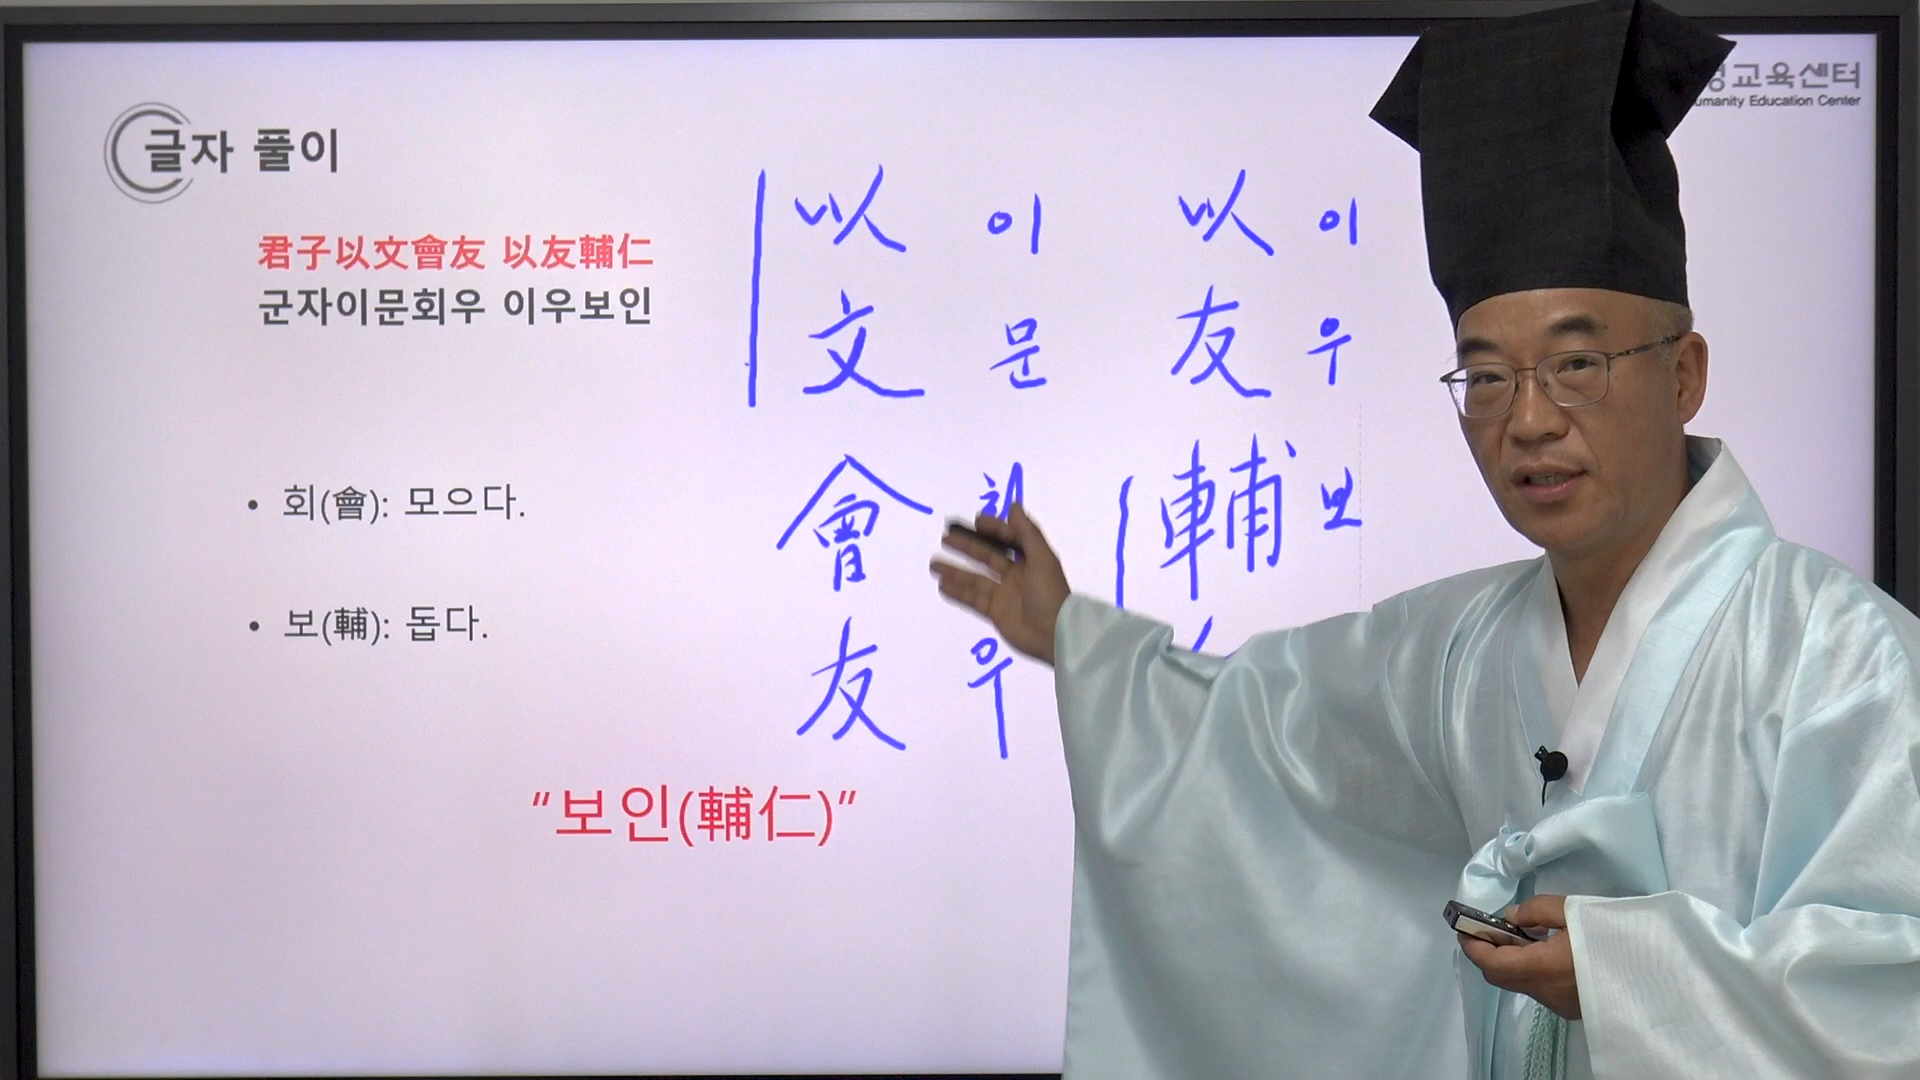 교육센터
Humanity Education Center
글자 풀이
君子以文會友 以友輔仁
군자이문회우 이우보인
• 회(會): 모으다.
• 보(輔): 돕다.
“보인(輔仁)”
以 이 以 이
文 문 友 우
會 회 輔 보
友 우